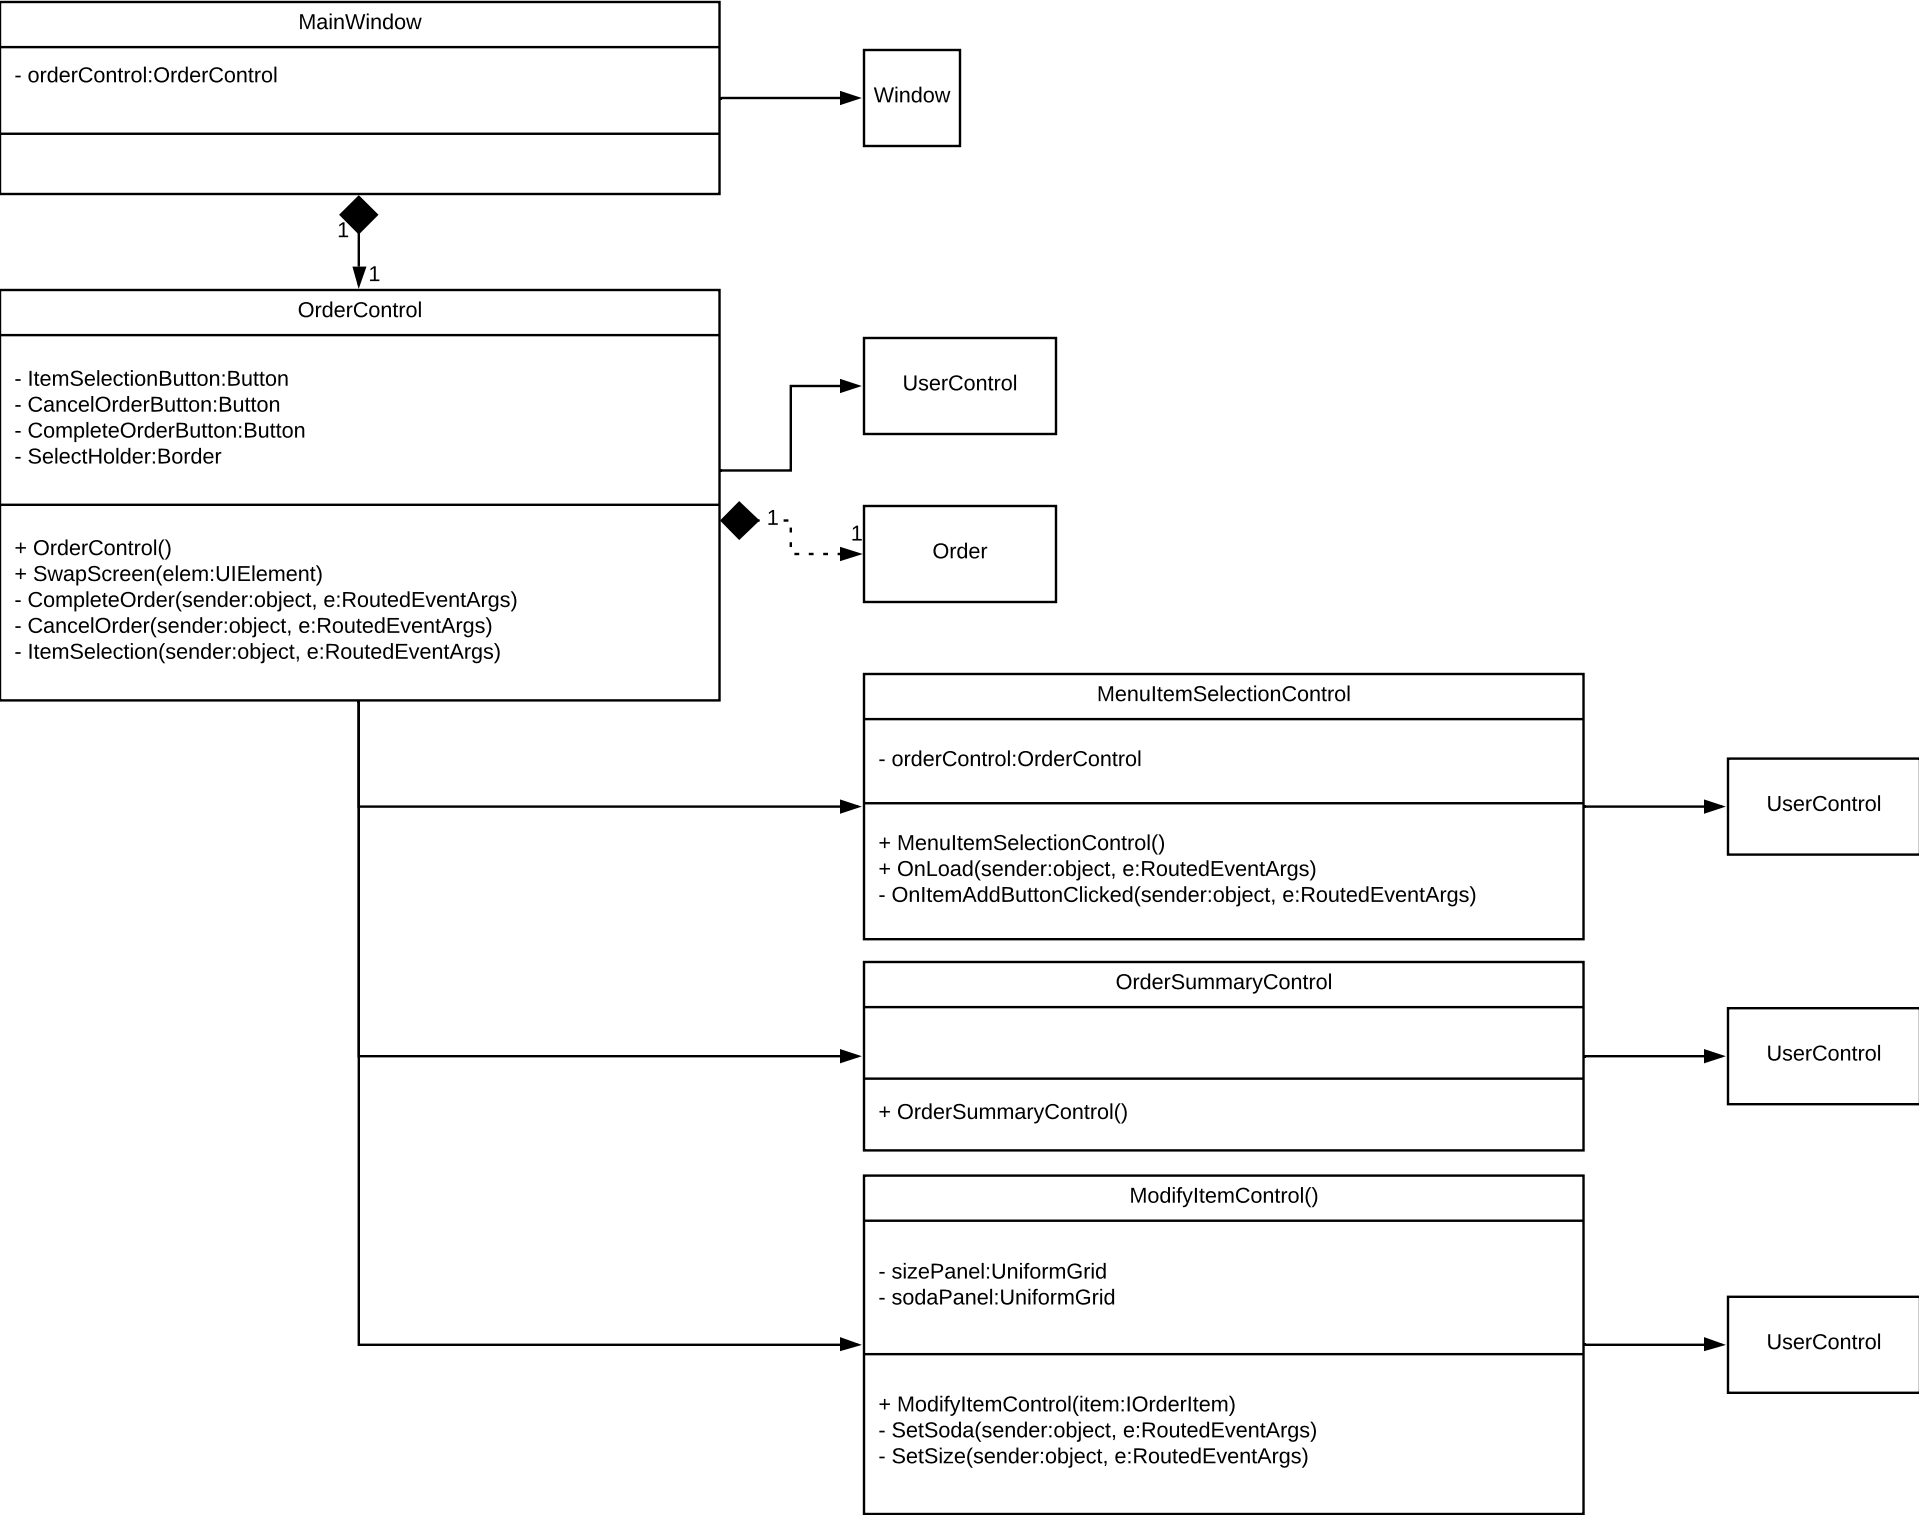 MainWindow
- orderControl:OrderControl
Window
1
1
OrderControl
- ItemSelectionButton:Button
- CancelOrderButton:Button
- CompleteOrderButton:Button
- SelectHolder:Border
UserControl
+ OrderControl()
+ SwapScreen(elem:UIElement)
- CompleteOrder(sender:object, e:RoutedEventArgs)
- CancelOrder(sender:object, e:RoutedEventArgs)
- ItemSelection(sender:object, e:RoutedEventArgs)
1
1
Order
MenuItemSelectionControl
- orderControl:OrderControl
+ MenuItemSelectionControl()
+ OnLoad(sender:object, e:RoutedEventArgs)
- OnItemAddButtonClicked(sender:object, e:RoutedEventArgs)
UserControl
OrderSummaryControl
+ OrderSummaryControl()
UserControl
ModifyItemControl()
- sizePanel:UniformGrid
- sodaPanel:UniformGrid
+ ModifyItemControl(item:IOrderItem)
- SetSoda(sender:object, e:RoutedEventArgs)
- SetSize(sender:object, e:RoutedEventArgs)
UserControl